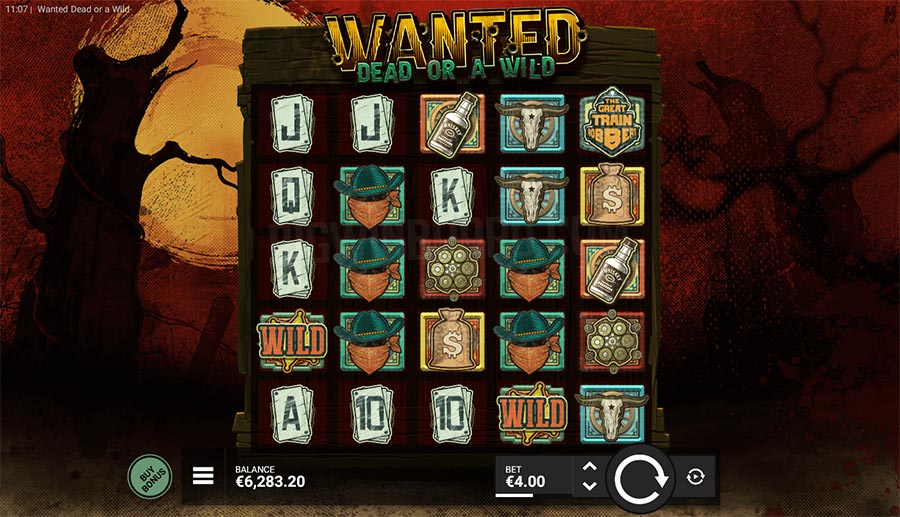 11:07 | Wanted Dead or a Wild
WANTED
DEAD OR A WILD
J
J
WHISKEY
THE
GREAT
TRAIN
ROBBERY
Q
K
$
K
WILD
$
A
10
10
WILD
BUY
BONUS
BALANCE
€6,283.20
BET
€4.00